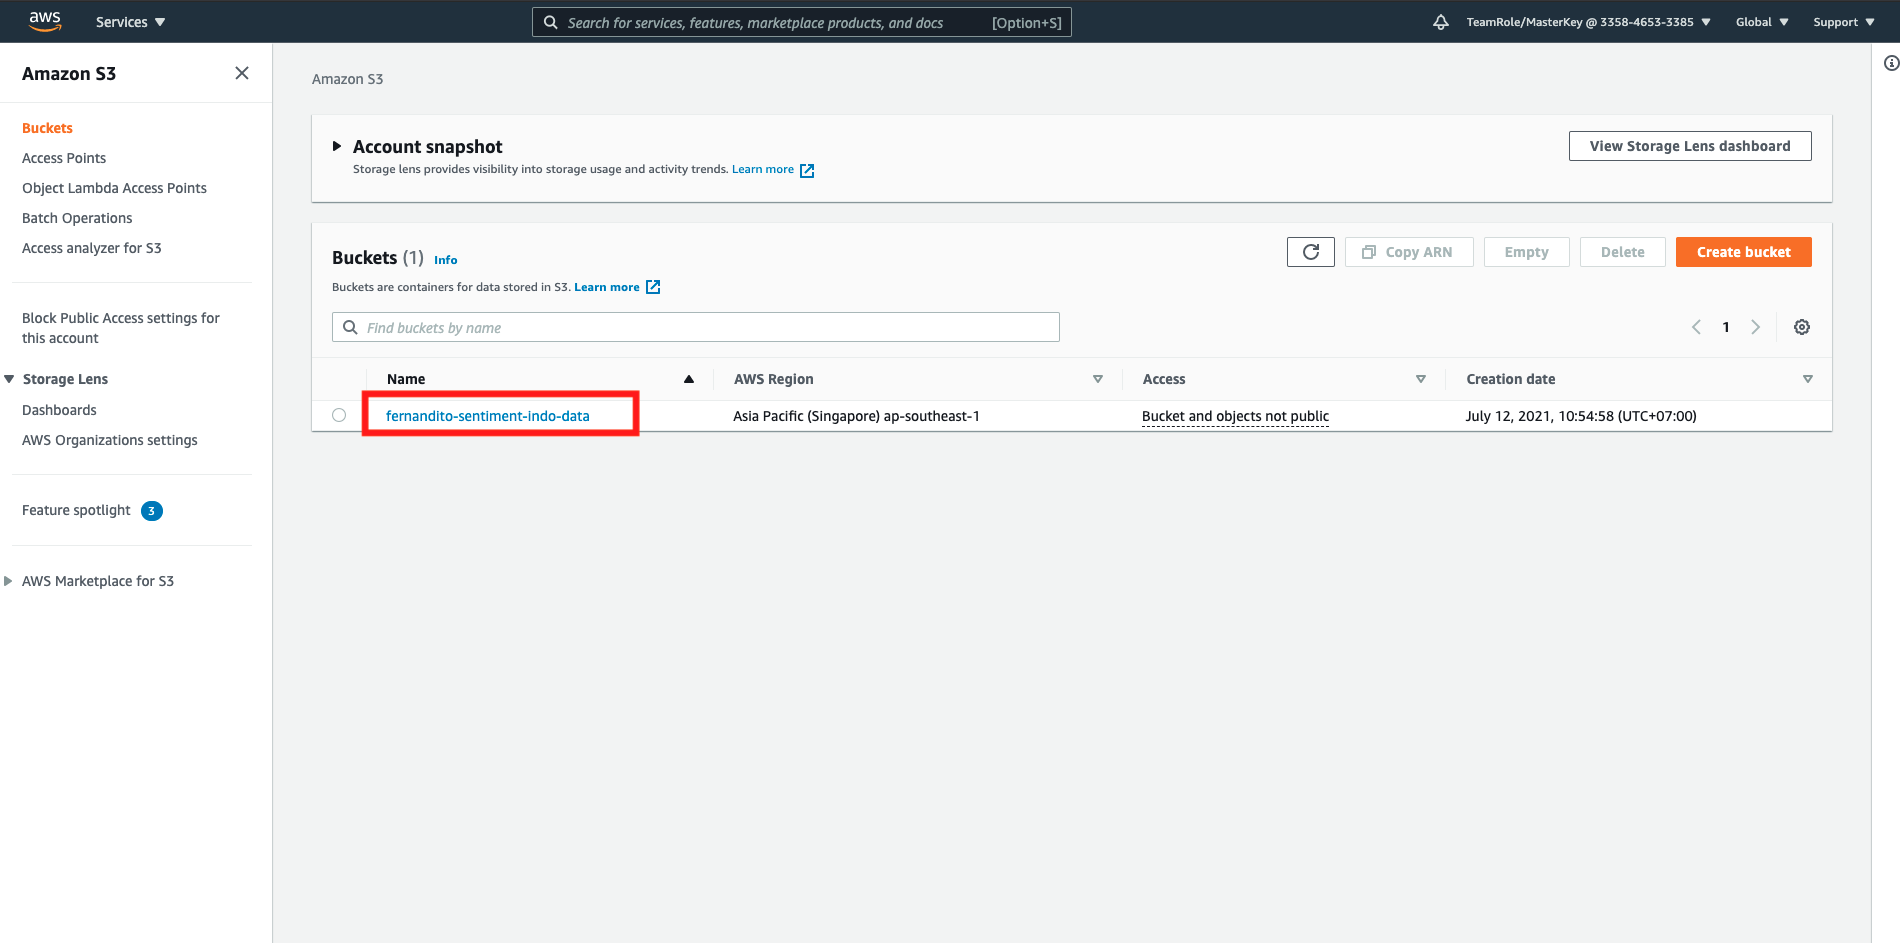 aws
Services
Search for services, features, marketplace products, and docs [Option+S]
TeamRole/MasterKey @ 3358-4653-3385
Global
Support
Amazon S3
Buckets
Access Points
Object Lambda Access Points
Batch Operations
Access analyzer for S3
Block Public Access settings for
this account
Storage Lens
Dashboards
AWS Organizations settings
Feature spotlight 3
AWS Marketplace for S3
Amazon S3
Account snapshot
Storage lens provides visibility into storage usage and activity trends. Learn more
View Storage Lens dashboard
Buckets (1) Info
Buckets are containers for data stored in S3. Learn more
Copy ARN
Empty
Delete
Create bucket
Find buckets by name
1
Name AWS Region Access Creation date
fernandito-sentiment-indo-data Asia Pacific (Singapore) ap-southeast-1 Bucket and objects not public July 12, 2021, 10:54:58 (UTC+07:00)